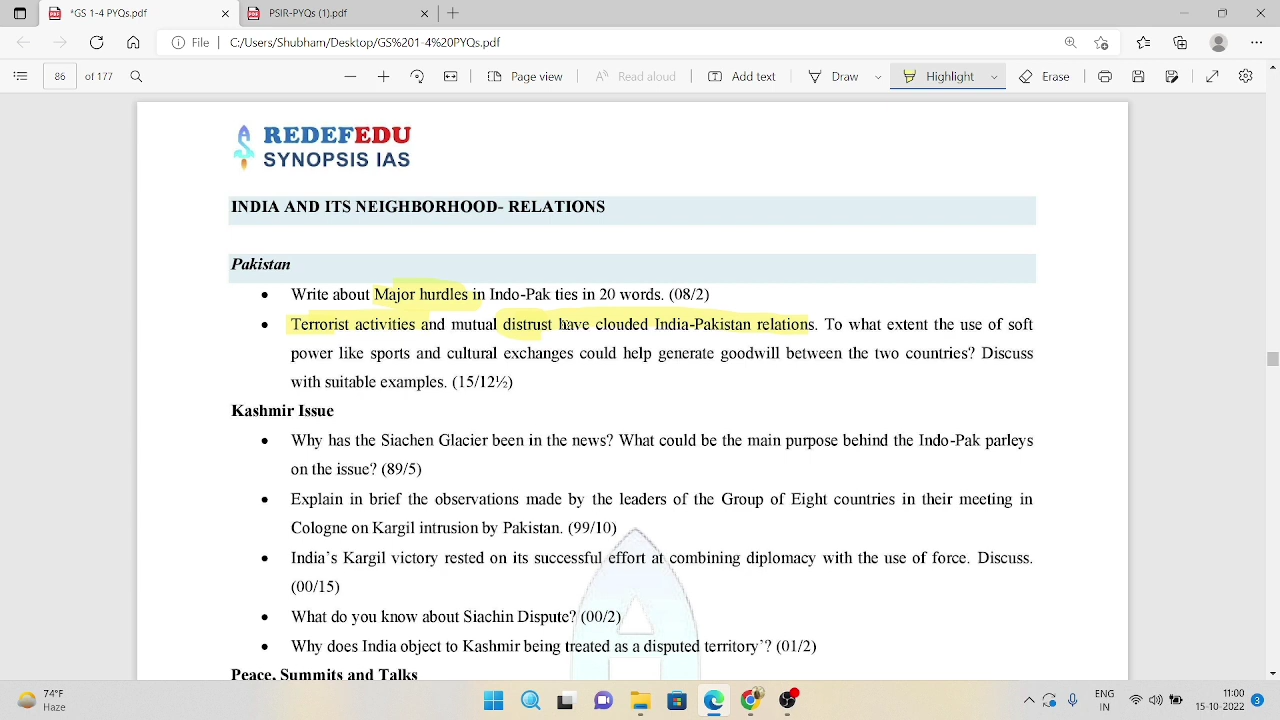 *GS 1-4 PYQs.pdf
PSIR (1) PYQs.pdf
File C:/Users/Shubham/Desktop/GS%201-4%20PYQs.pdf
86 of 177 Page view Read aloud Add text Draw Highlight Erase
REDEFEDU
SYNOPSIS IAS
INDIA AND ITS NEIGHBORHOOD- RELATIONS
Pakistan
• Write about Major hurdles in Indo-Pak ties in 20 words. (08/2)
• Terrorist activities and mutual distrust have clouded India-Pakistan relations. To what extent the use of soft
power like sports and cultural exchanges could help generate goodwill between the two countries? Discuss
with suitable examples. (15/12½)
Kashmir Issue
• Why has the Siachen Glacier been in the news? What could be the main purpose behind the Indo-Pak parleys
on the issue? (89/5)
• Explain in brief the observations made by the leaders of the Group of Eight countries in their meeting in
Cologne on Kargil intrusion by Pakistan. (99/10)
• India’s Kargil victory rested on its successful effort at combining diplomacy with the use of force. Discuss.
(00/15)
• What do you know about Siachin Dispute? (00/2)
• Why does India object to Kashmir being treated as a disputed territory’? (01/2)
Peace, Summits and Talks
74°F
Haze
ENG
IN
11:00
15-10-2022
3